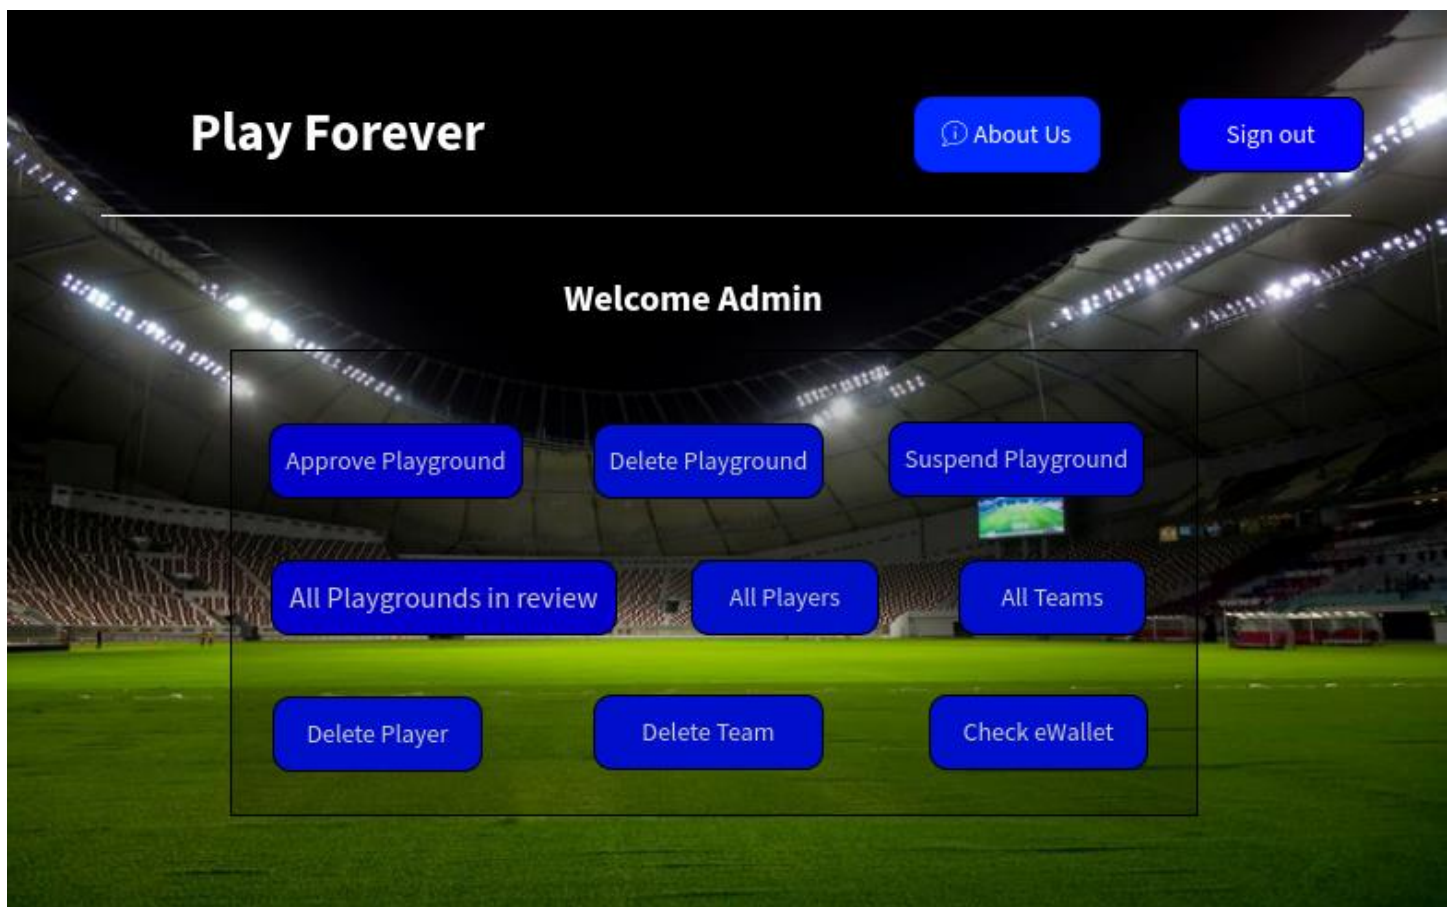 Play Forever
About Us
Sign out
Welcome Admin
Approve Playground
Delete Playground
Suspend Playground
All Playgrounds in review
All Players
All Teams
Delete Player
Delete Team
Check eWallet